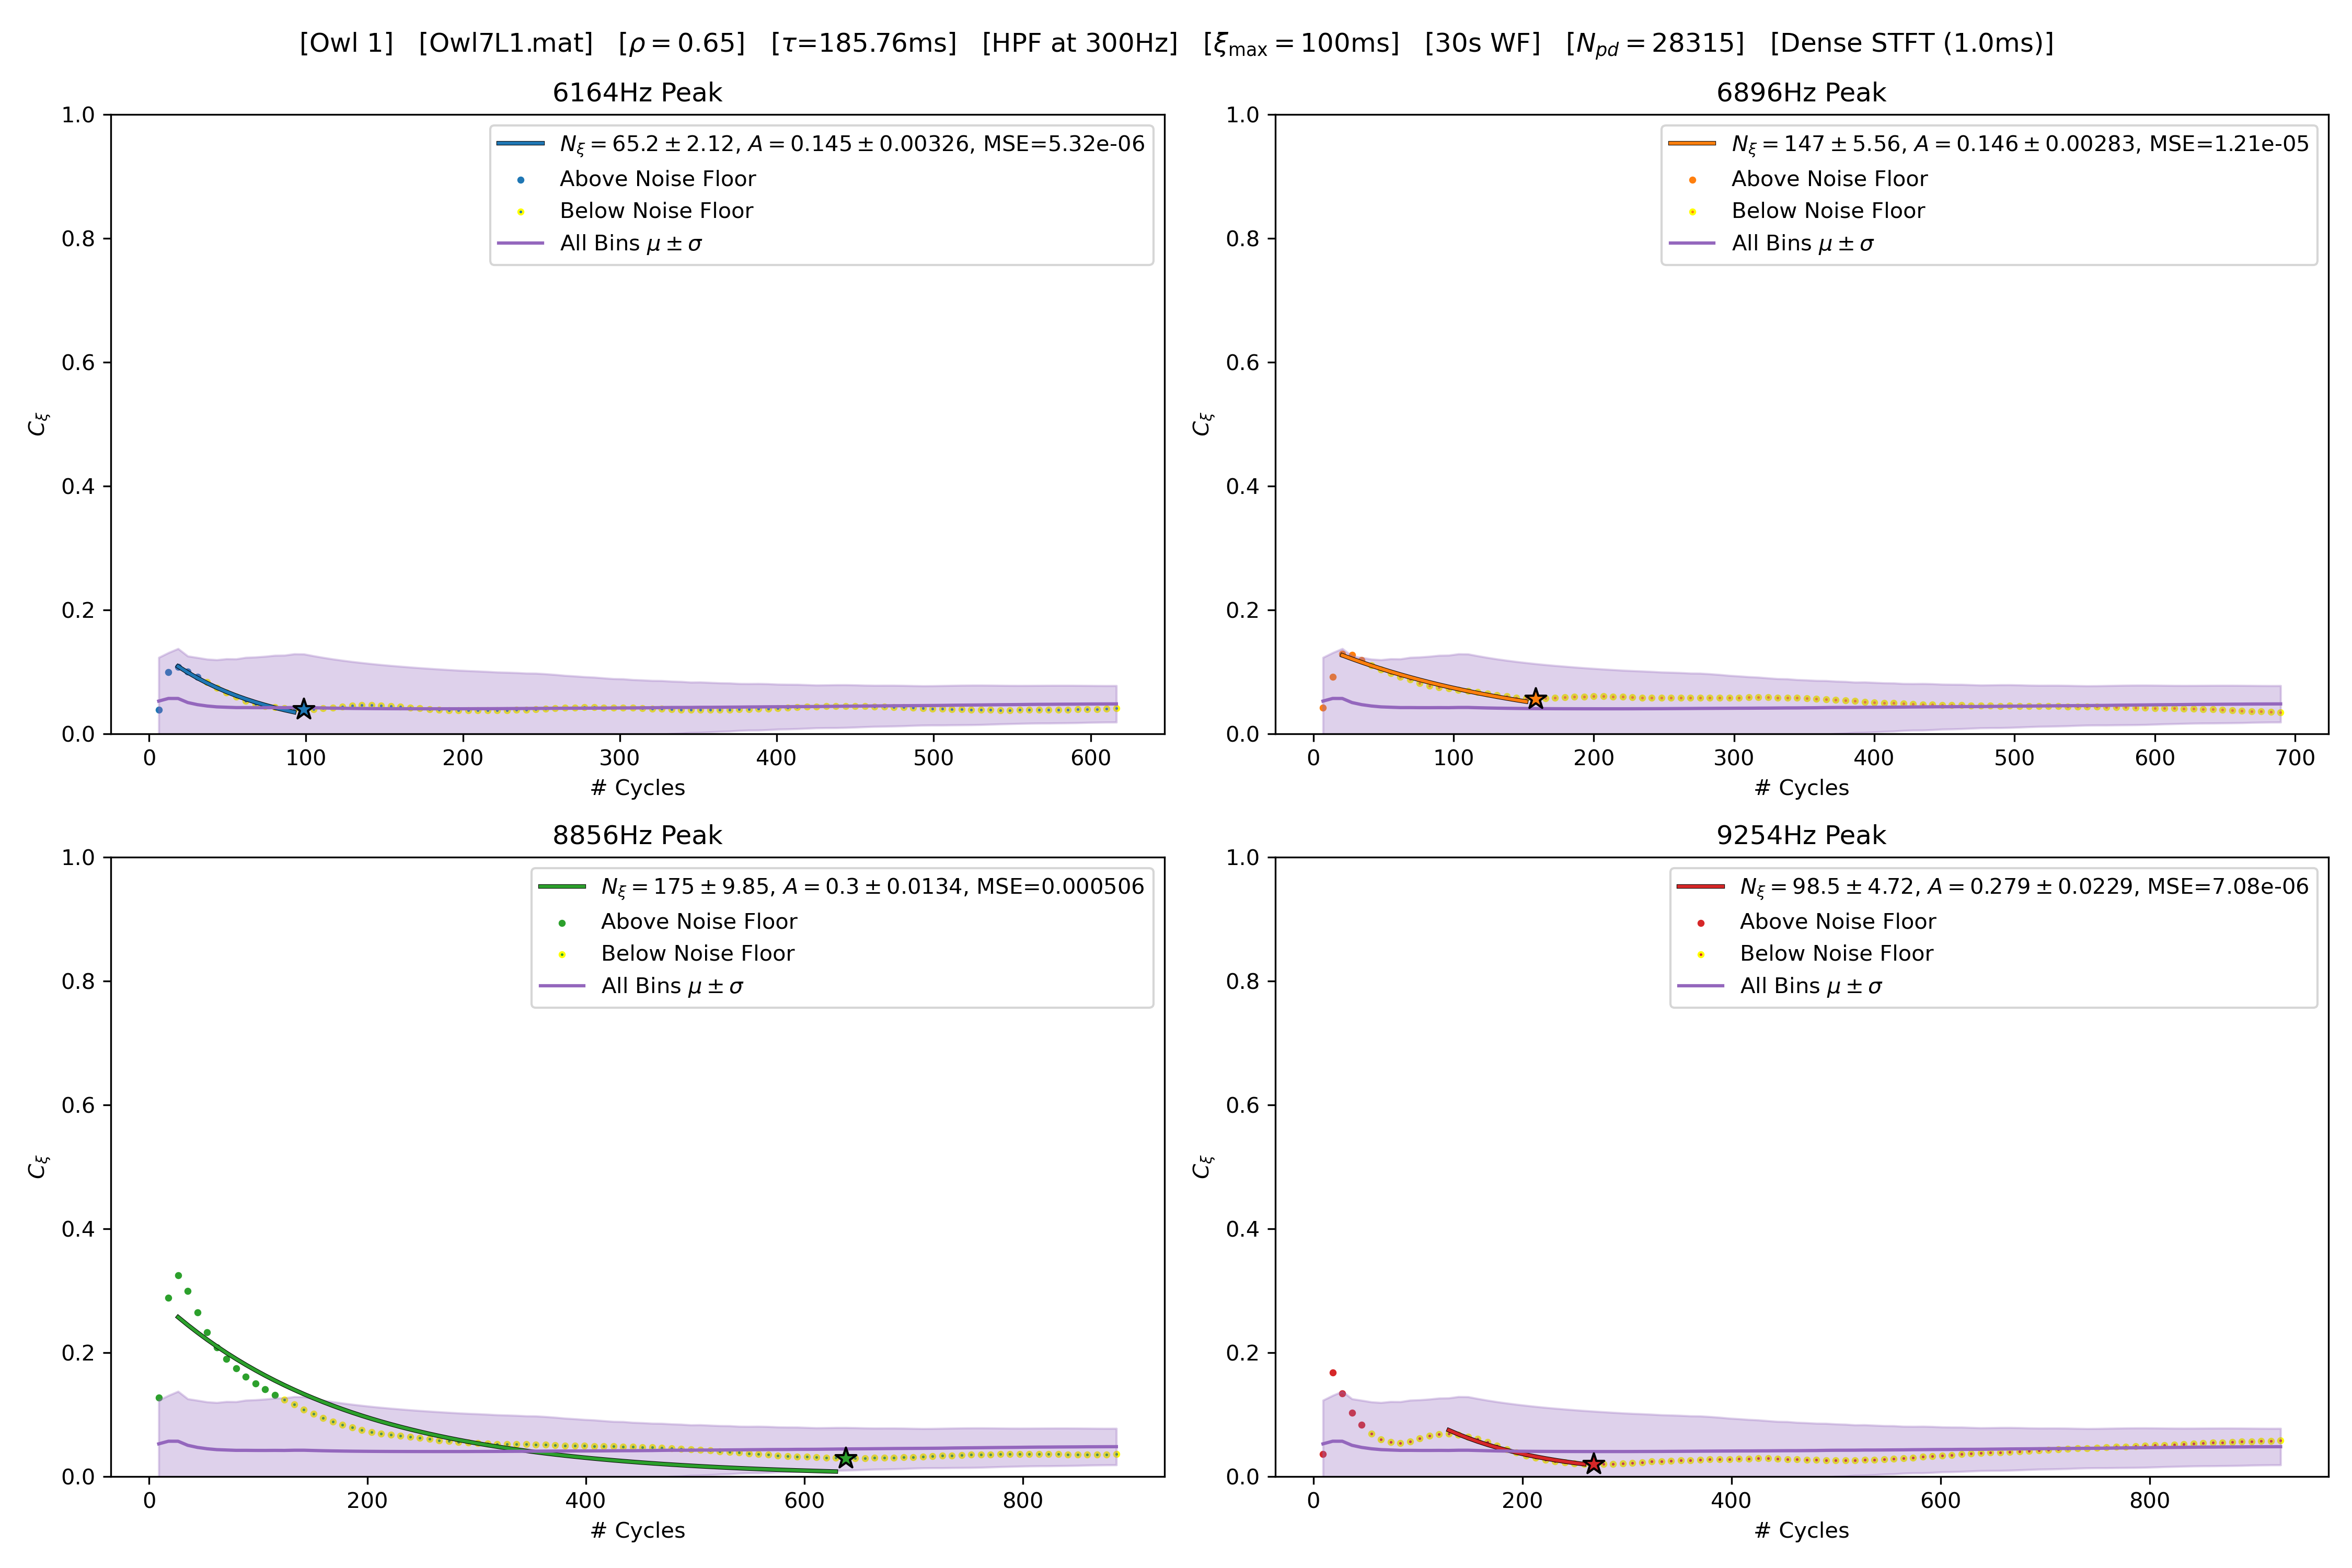 [Owl 1] [Owl7L1.mat] [ρ = 0.65] [τ=185.76ms] [HPF at 300Hz] [ξmax = 100ms] [30s WF] [Npd = 28315] [Dense STFT (1.0ms)]
6164Hz Peak
Nξ = 65.2 ± 2.12, A = 0.145 ± 0.00326, MSE=5.32e-06
Above Noise Floor
Below Noise Floor
All Bins μ ± σ
1.0
0.8
0.6
0.4
0.2
0.0
Cξ
0 100 200 300 400 500 600
# Cycles
6896Hz Peak
Nξ = 147 ± 5.56, A = 0.146 ± 0.00283, MSE=1.21e-05
Above Noise Floor
Below Noise Floor
All Bins μ ± σ
1.0
0.8
0.6
0.4
0.2
0.0
Cξ
0 100 200 300 400 500 600 700
# Cycles
8856Hz Peak
Nξ = 175 ± 9.85, A = 0.3 ± 0.0134, MSE=0.000506
Above Noise Floor
Below Noise Floor
All Bins μ ± σ
1.0
0.8
0.6
0.4
0.2
0.0
Cξ
0 200 400 600 800
# Cycles
9254Hz Peak
Nξ = 98.5 ± 4.72, A = 0.279 ± 0.0229, MSE=7.08e-06
Above Noise Floor
Below Noise Floor
All Bins μ ± σ
1.0
0.8
0.6
0.4
0.2
0.0
Cξ
0 200 400 600 800
# Cycles